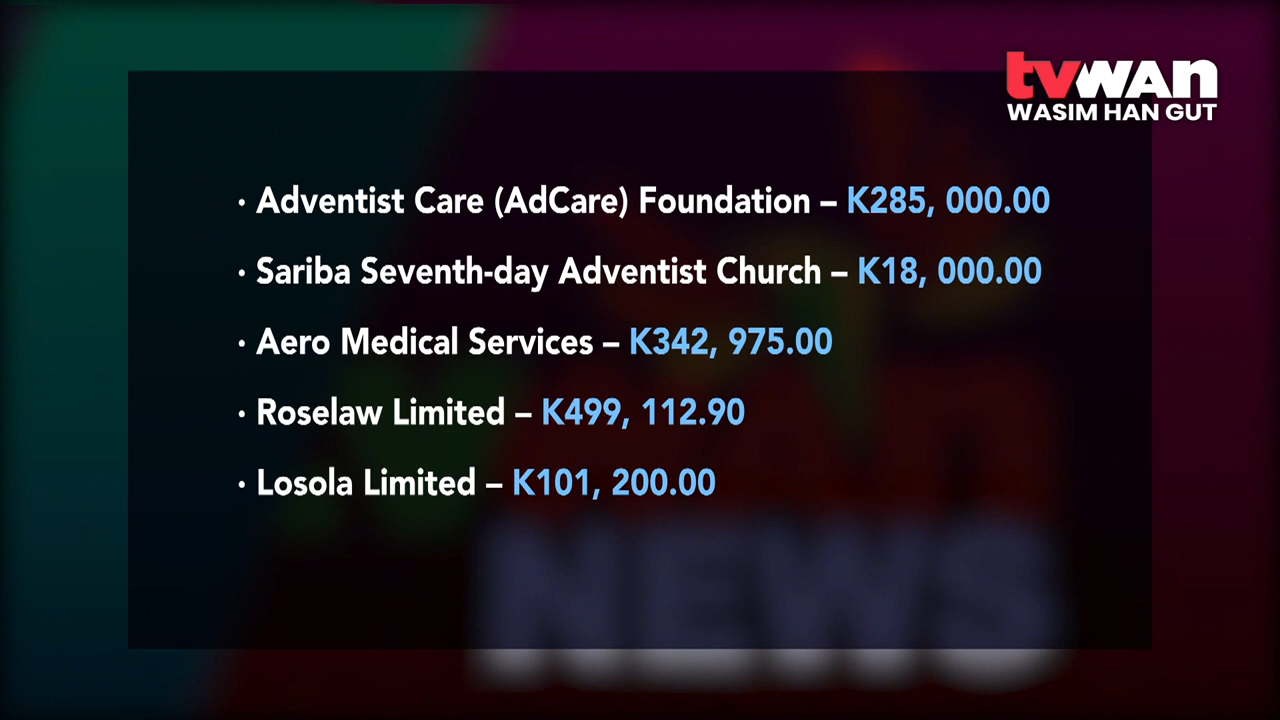 tvwan
WASIM HAN GUT
· Adventist Care (AdCare) Foundation – K285, 000.00
· Sariba Seventh-day Adventist Church – K18, 000.00
· Aero Medical Services – K342, 975.00
· Roselaw Limited – K499, 112.90
· Losola Limited – K101, 200.00
NEWS